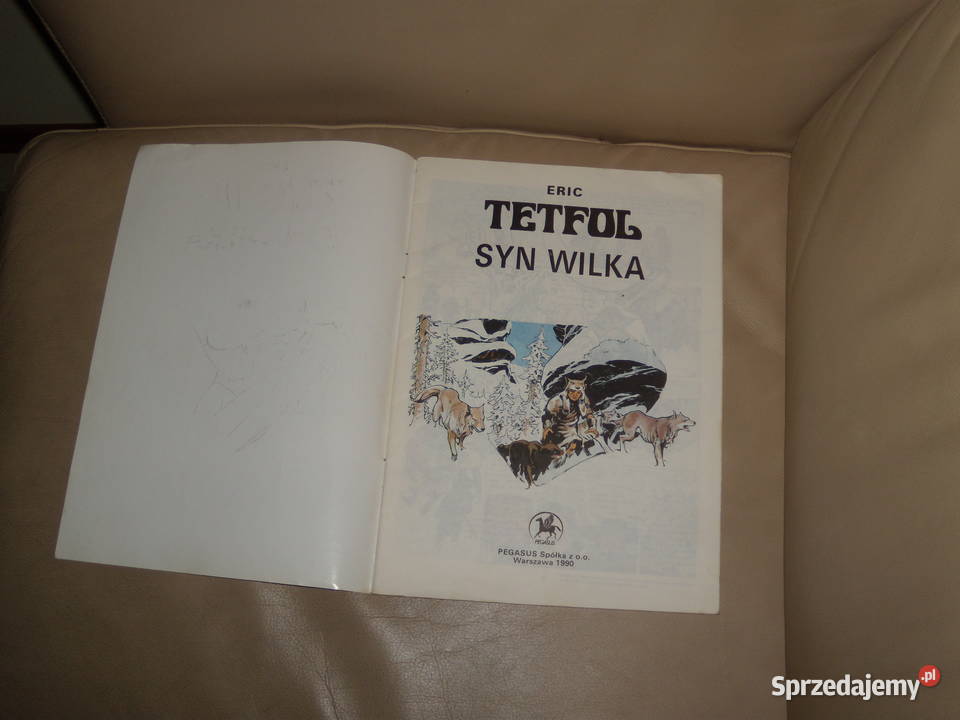 ERIC
TETFOL
SYN WILKA
PEGASUS
PEGASUS Spółka z o.o.
Warszawa 1990
Sprzedajemy.pl